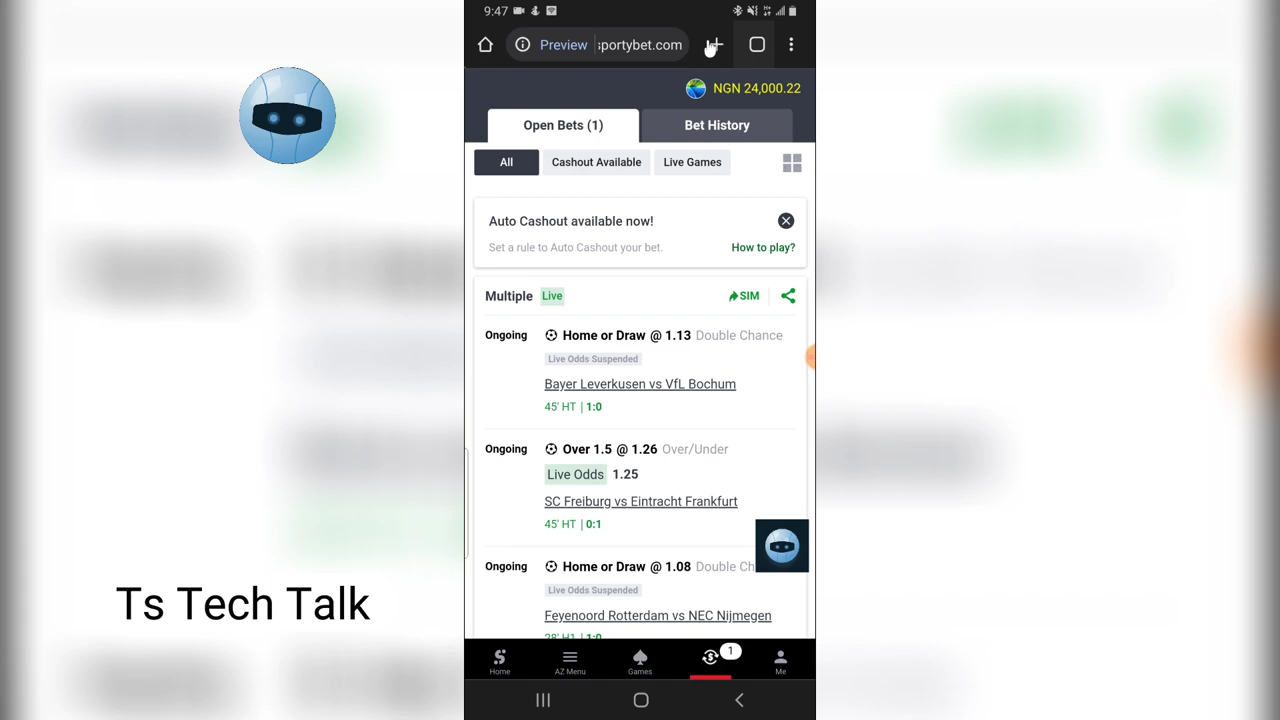 9:47
Preview sportybet.com
NGN 24,000.22
Open Bets (1)
Bet History
All
Cashout Available
Live Games
Auto Cashout available now!
Set a rule to Auto Cashout your bet.
How to play?
Multiple Live
SIM
Ongoing
Home or Draw @ 1.13 Double Chance
Live Odds Suspended
Bayer Leverkusen vs VfL Bochum
45' HT | 1:0
Ongoing
Over 1.5 @ 1.26 Over/Under
Live Odds 1.25
SC Freiburg vs Eintracht Frankfurt
45' HT | 0:1
Ongoing
Home or Draw @ 1.08 Double Ch
Live Odds Suspended
Feyenoord Rotterdam vs NEC Nijmegen
28' H1 | 1:0
1
Home
AZ Menu
Games
Me
Ts Tech Talk